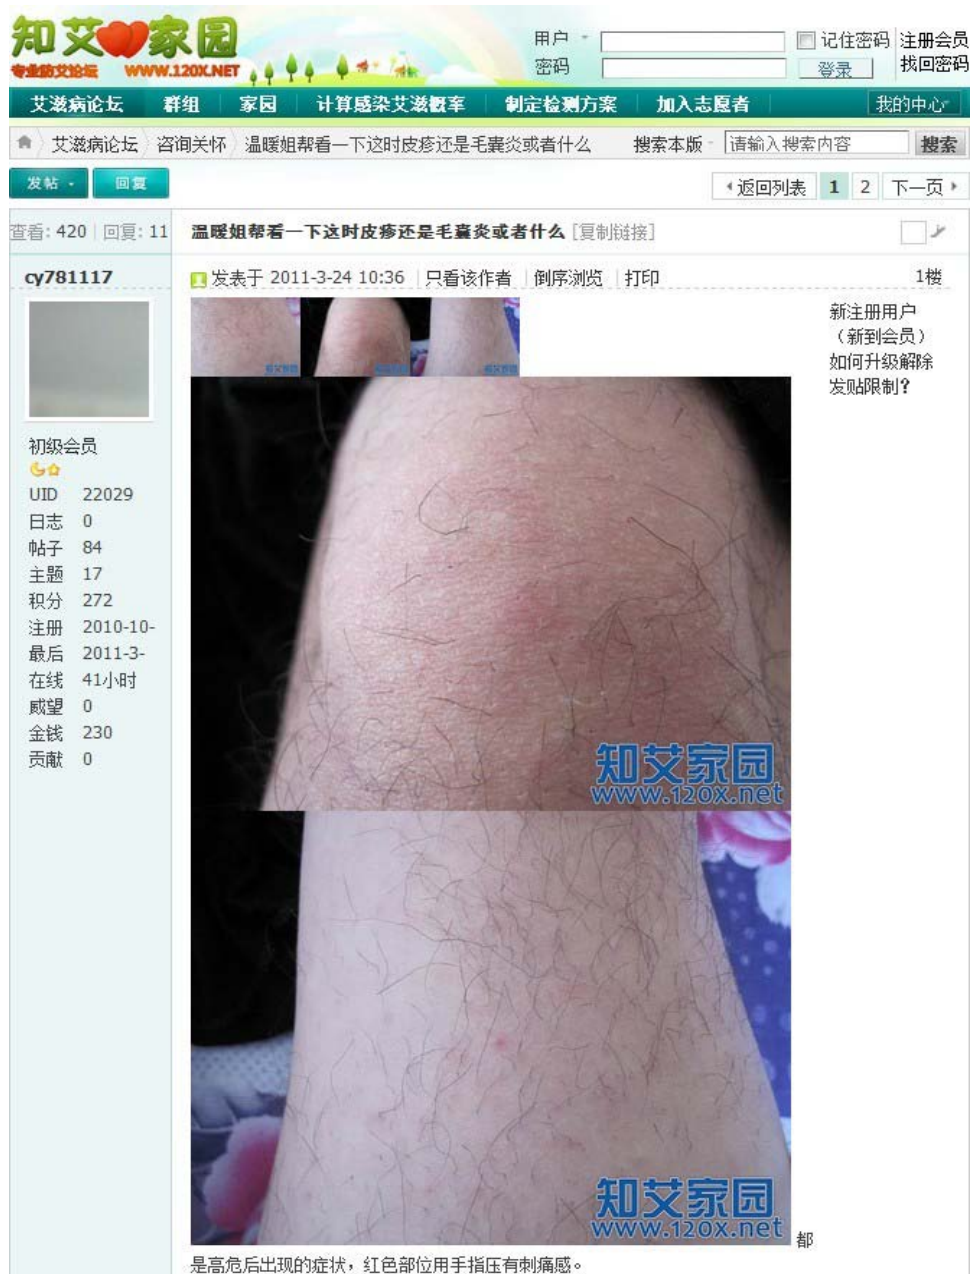 知艾家园
专业防艾论坛 WWW.120X.NET
用户
记住密码 注册会员
密码
登录 找回密码
艾滋病论坛 群组 家园 计算感染艾滋概率 制定检测方案 加入志愿者 我的中心
艾滋病论坛 咨询关怀 温暖姐帮看一下这时皮疹还是毛囊炎或者什么 搜索本版 请输入搜索内容 搜索
发帖 回复 返回列表 1 2 下一页
查看: 420 回复: 11 温暖姐帮看一下这时皮疹还是毛囊炎或者什么 [复制链接]
cy781117
发表于 2011-3-24 10:36 只看该作者 倒序浏览 打印 1楼
新注册用户
（新到会员）
如何升级解除
发贴限制？
初级会员
UID 22029
日志 0
帖子 84
主题 17
积分 272
注册 2010-10-
最后 2011-3-
在线 41小时
威望 0
金钱 230
贡献 0
知艾家园
www.120x.net
知艾家园
www.120x.net
都
是高危后出现的症状，红色部位用手指压有刺痛感。